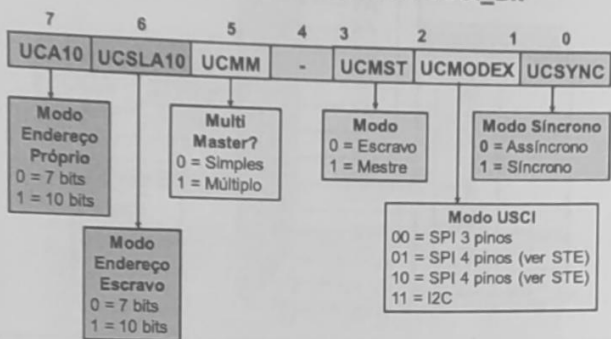 7 6 5 4 3 2 1 0
UCA10 UCSLA10 UCMM - UCMST UCMODEX UCSYNC
Modo
Endereço
Próprio
0 = 7 bits
1 = 10 bits
Modo
Endereço
Escravo
0 = 7 bits
1 = 10 bits
Multi
Master?
0 = Simples
1 = Múltiplo
Modo
0 = Escravo
1 = Mestre
Modo Síncrono
0 = Assíncrono
1 = Síncrono
Modo USCI
00 = SPI 3 pinos
01 = SPI 4 pinos (ver STE)
10 = SPI 4 pinos (ver STE)
11 = I2C